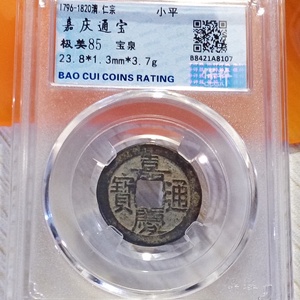 1796-1820清 仁宗 小平
嘉庆通宝
极美85 宝泉
23.8*1.3mm*3.7g
BB421AB107
BAO CUI COINS RATING
嘉
寶 通
慶